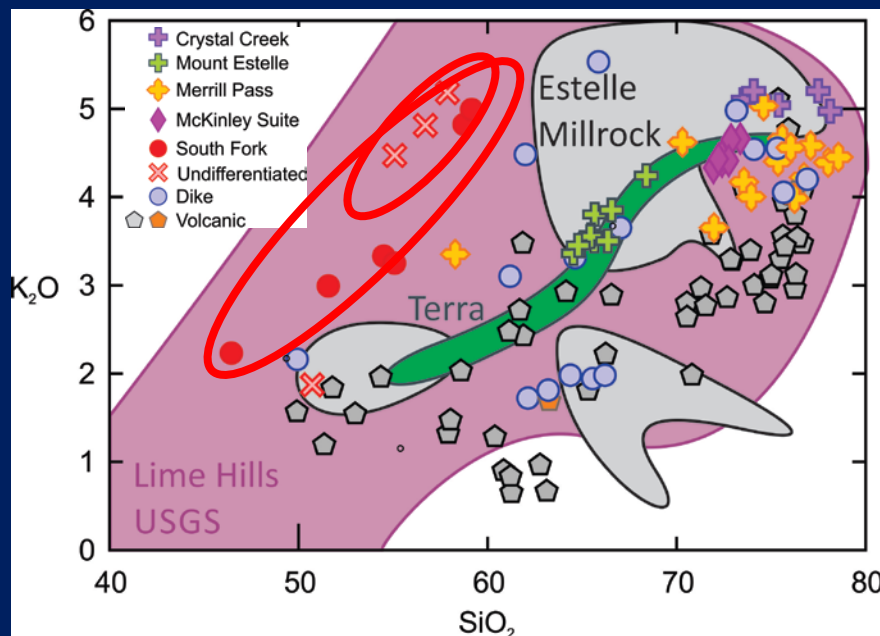 6
5
4
3
2
1
0
K₂O
Crystal Creek
Mount Estelle
Merrill Pass
McKinley Suite
South Fork
Undifferentiated
Dike
Volcanic
Estelle
Millrock
Terra
Lime Hills
USGS
40 50 60 70 80
SiO₂